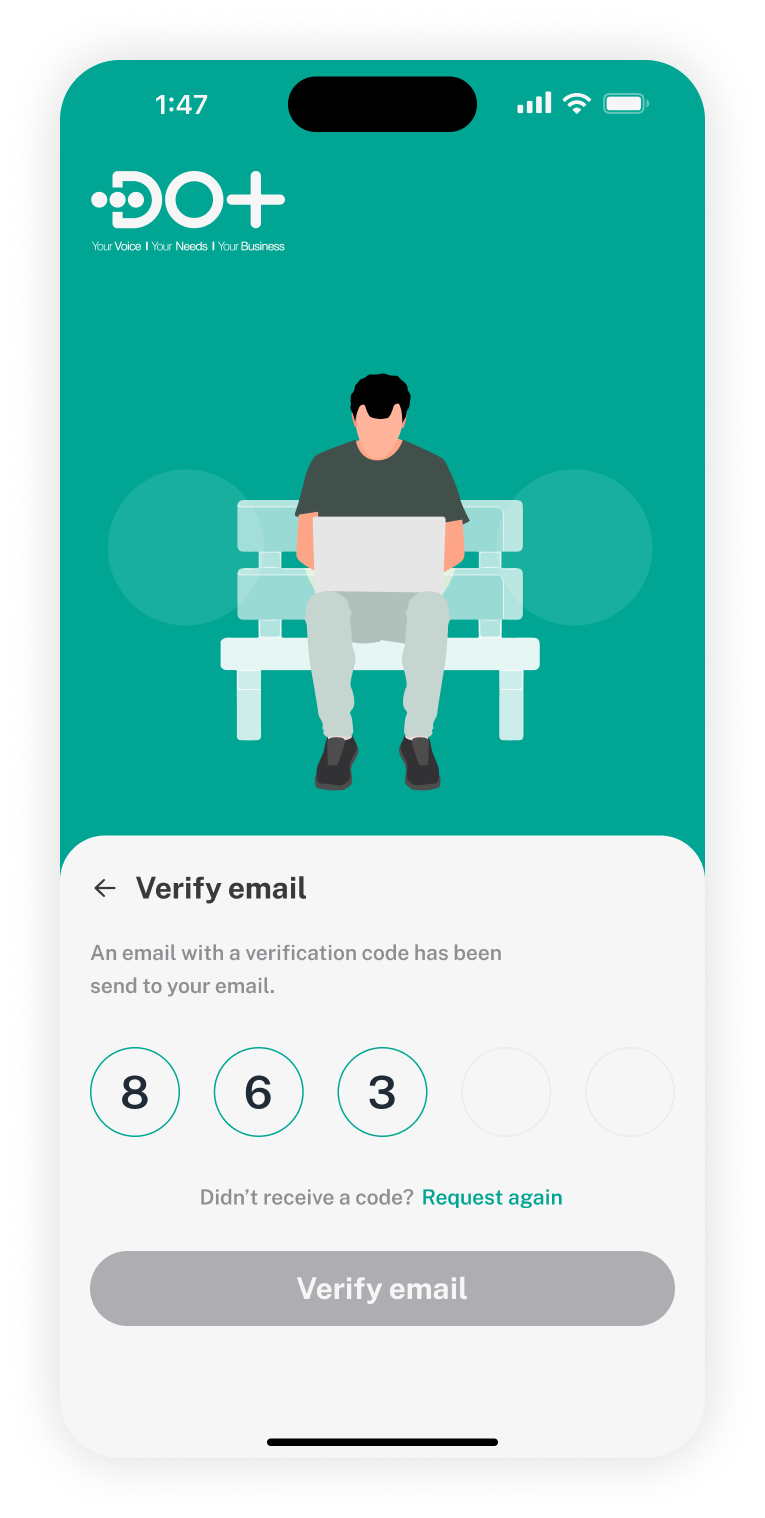 1:47
DO+
Your Voice I Your Needs I Your Business
Verify email
An email with a verification code has been
send to your email.
8 6 3
Didn’t receive a code? Request again
Verify email